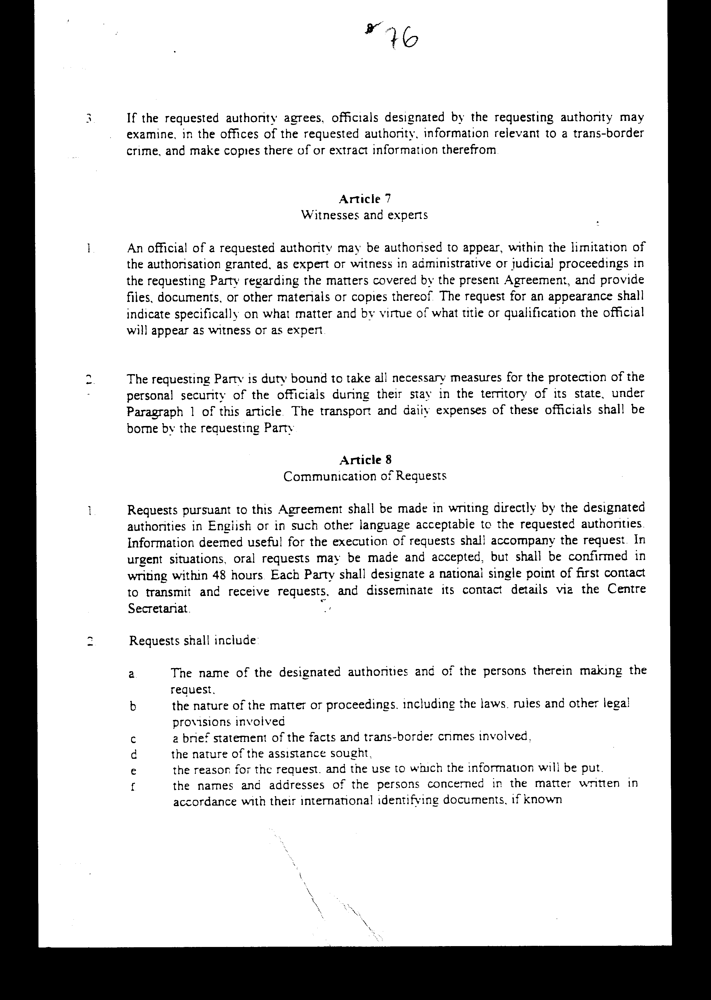 8 76
3. If the requested authority agrees, officials designated by the requesting authority may
examine, in the offices of the requested authority, information relevant to a trans-border
crime, and make copies there of or extract information therefrom.
Article 7
Witnesses and experts
1. An official of a requested authority may be authorised to appear, within the limitation of
the authorisation granted, as expert or witness in administrative or judicial proceedings in
the requesting Party regarding the matters covered by the present Agreement, and provide
files, documents, or other materials or copies thereof. The request for an appearance shall
indicate specifically on what matter and by virtue of what title or qualification the official
will appear as witness or as expert.
2. The requesting Party is duty bound to take all necessary measures for the protection of the
personal security of the officials during their stay in the territory of its state, under
Paragraph 1 of this article. The transport and daily expenses of these officials shall be
borne by the requesting Party.
Article 8
Communication of Requests
1. Requests pursuant to this Agreement shall be made in writing directly by the designated
authorities in English or in such other language acceptable to the requested authorities.
Information deemed useful for the execution of requests shall accompany the request. In
urgent situations, oral requests may be made and accepted, but shall be confirmed in
writing within 48 hours. Each Party shall designate a national single point of first contact
to transmit and receive requests, and disseminate its contact details via the Centre
Secretariat.
2. Requests shall include:
a. The name of the designated authorities and of the persons therein making the
request,
b the nature of the matter or proceedings, including the laws, rules and other legal
provisions involved
c a brief statement of the facts and trans-border crimes involved,
d the nature of the assistance sought,
e the reason for the request, and the use to which the information will be put.
f. the names and addresses of the persons concerned in the matter written in
accordance with their international identifying documents, if known